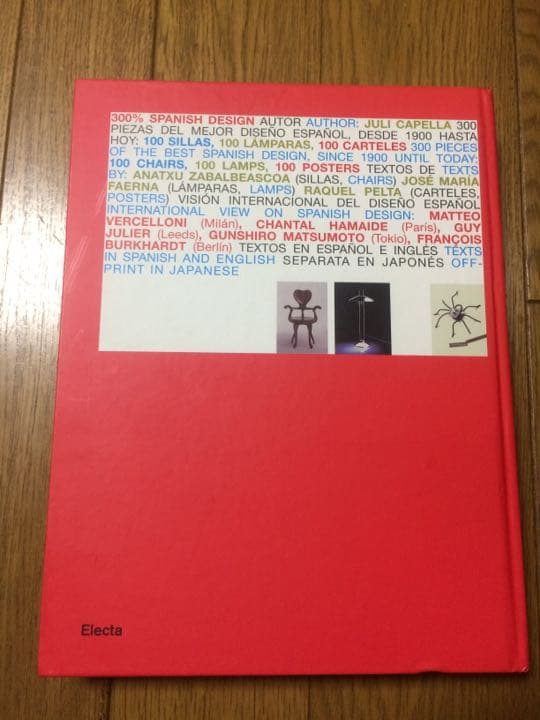 300% SPANISH DESIGN AUTOR AUTHOR: JULI CAPELLA 300
PIEZAS DEL MEJOR DISEÑO ESPAÑOL, DESDE 1900 HASTA
HOY: 100 SILLAS, 100 LÁMPARAS, 100 CARTELES 300 PIECES
OF THE BEST SPANISH DESIGN, SINCE 1900 UNTIL TODAY:
100 CHAIRS, 100 LAMPS, 100 POSTERS TEXTOS DE TEXTS
BY: ANATXU ZABALBEASCOA (SILLAS, CHAIRS) JOSÉ MARÍA
FAERNA (LÁMPARAS, LAMPS) RAQUEL PELTA (CARTELES,
POSTERS) VISIÓN INTERNACIONAL DEL DISEÑO ESPAÑOL
INTERNATIONAL VIEW ON SPANISH DESIGN: MATTEO
VERCELLONI (Milán), CHANTAL HAMAIDE (París), GUY
JULIER (Leeds), GUNSHIRO MATSUMOTO (Tokio), FRANÇOIS
BURKHARDT (Berlín) TEXTOS EN ESPAÑOL E INGLÉS TEXTS
IN SPANISH AND ENGLISH SEPARATA EN JAPONÉS OFF-
PRINT IN JAPANESE
Electa